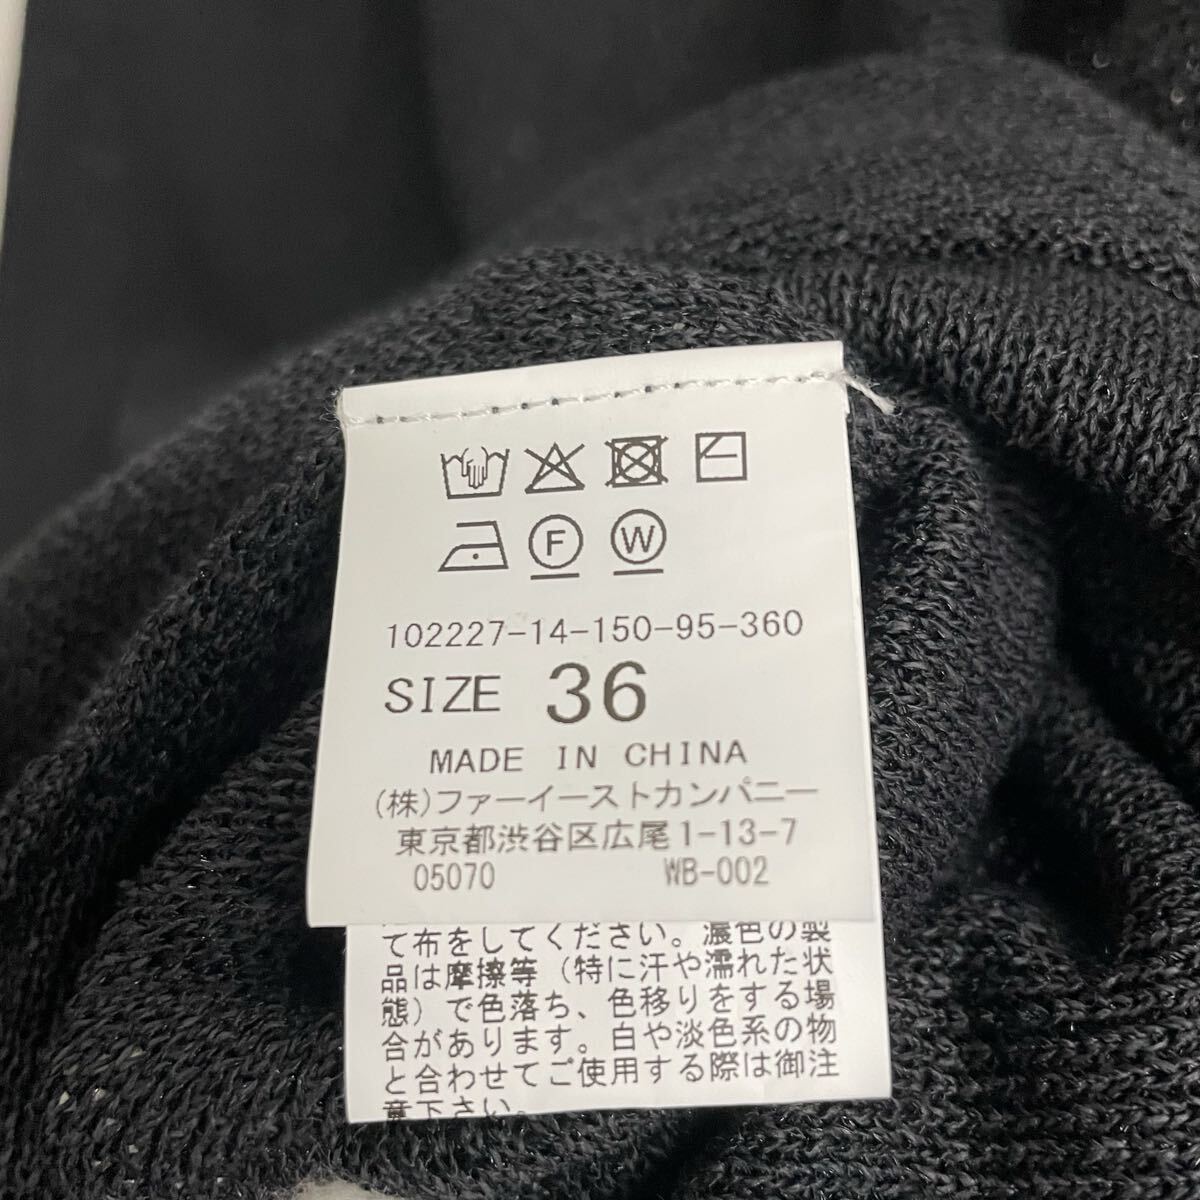 F W
102227-14-150-95-360
SIZE 36
MADE IN CHINA
(株)ファーイーストカンパニー
東京都渋谷区広尾1-13-7
05070 WB-002
て布をしてください。濃色の製
品は摩擦等（特に汗や濡れた状
態）で色落ち、色移りをする場
合があります。白や淡色系の物
と合わせてご使用する際は御注
意下さい。